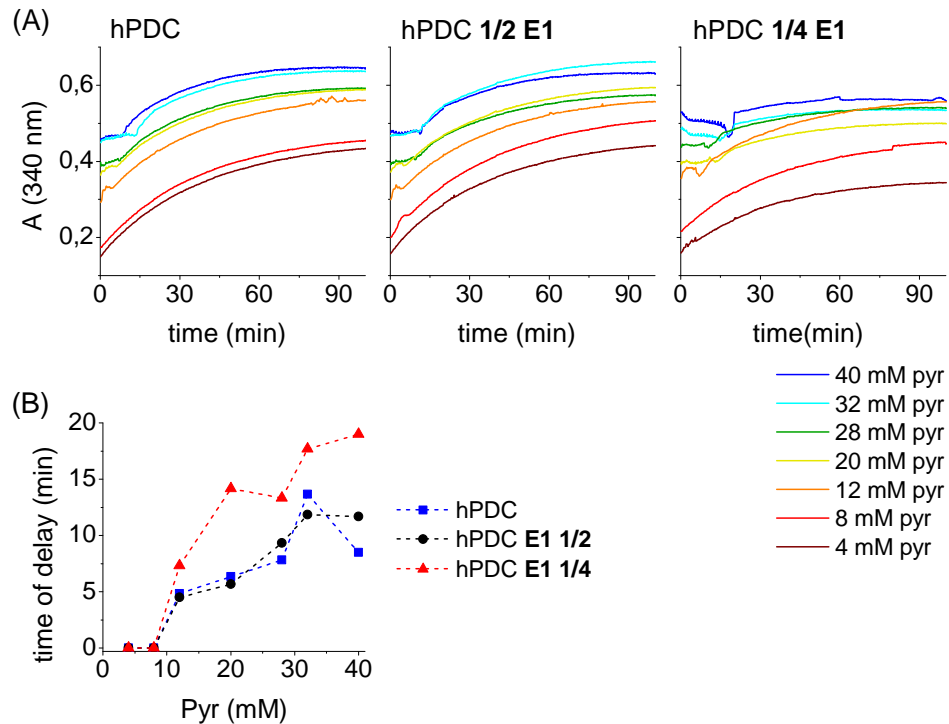 (A)
hPDC
hPDC 1/2 E1
hPDC 1/4 E1
A (340 nm)
0,6
0,4
0,2
0 30 60 90
0 30 60 90
0 30 60 90
time (min)
time (min)
time(min)
40 mM pyr
32 mM pyr
28 mM pyr
20 mM pyr
12 mM pyr
8 mM pyr
4 mM pyr
(B)
time of delay (min)
20
15
10
5
0
0 10 20 30 40
Pyr (mM)
hPDC
hPDC E1 1/2
hPDC E1 1/4